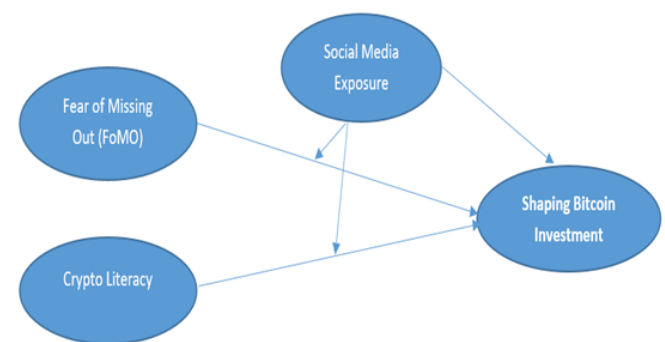 Social Media
Exposure
Fear of Missing
Out (FoMO)
Shaping Bitcoin
Investment
Crypto Literacy